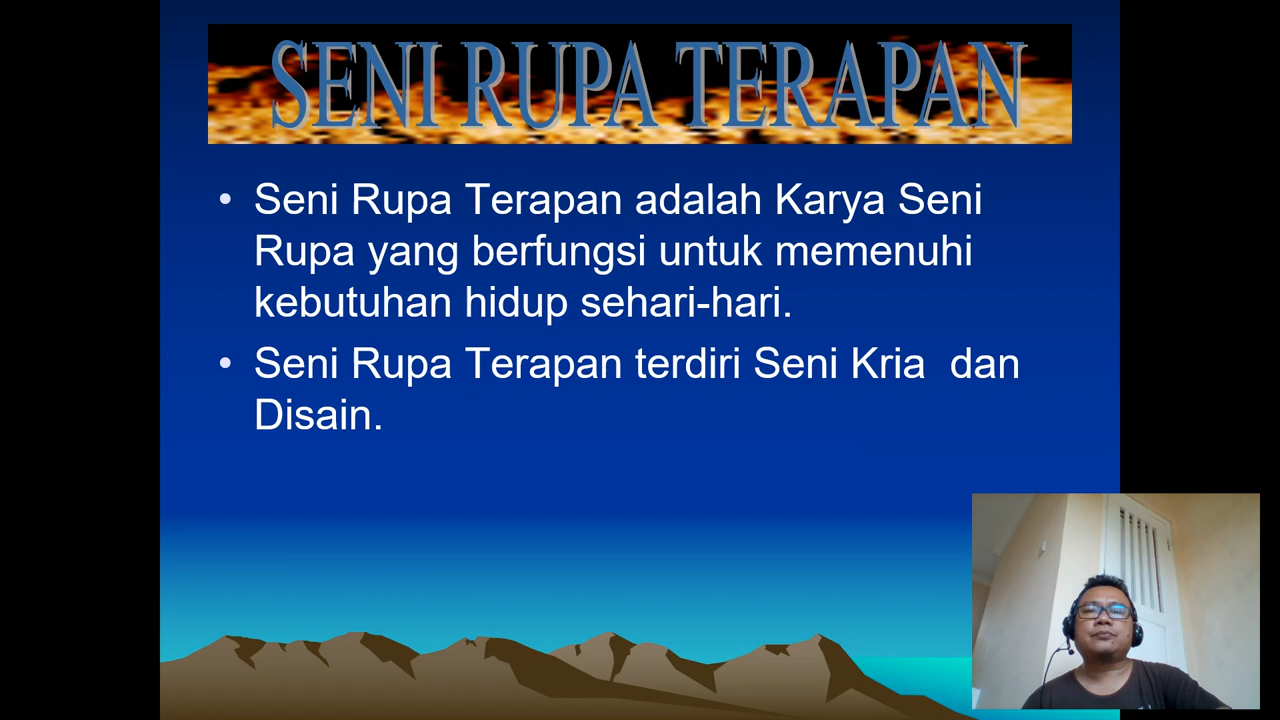 SENI RUPA TERAPAN
• Seni Rupa Terapan adalah Karya Seni
Rupa yang berfungsi untuk memenuhi
kebutuhan hidup sehari-hari.
• Seni Rupa Terapan terdiri Seni Kria  dan
Disain.